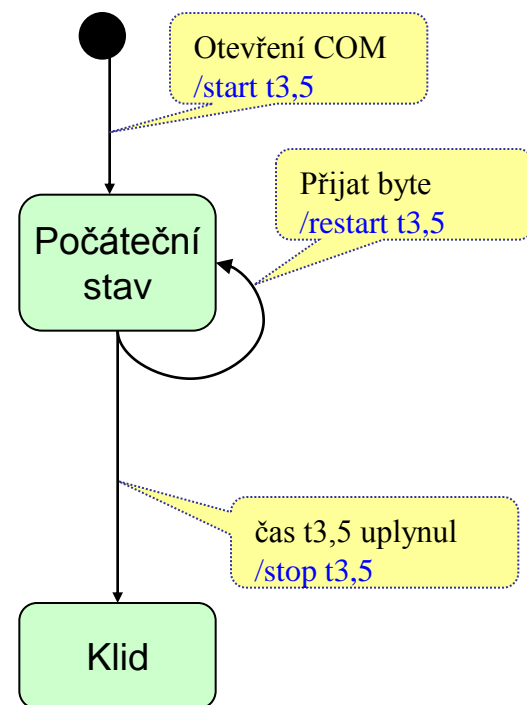 Otevření COM
/start t3,5
Přijat byte
/restart t3,5
Počáteční
stav
čas t3,5 uplynul
/stop t3,5
Klid